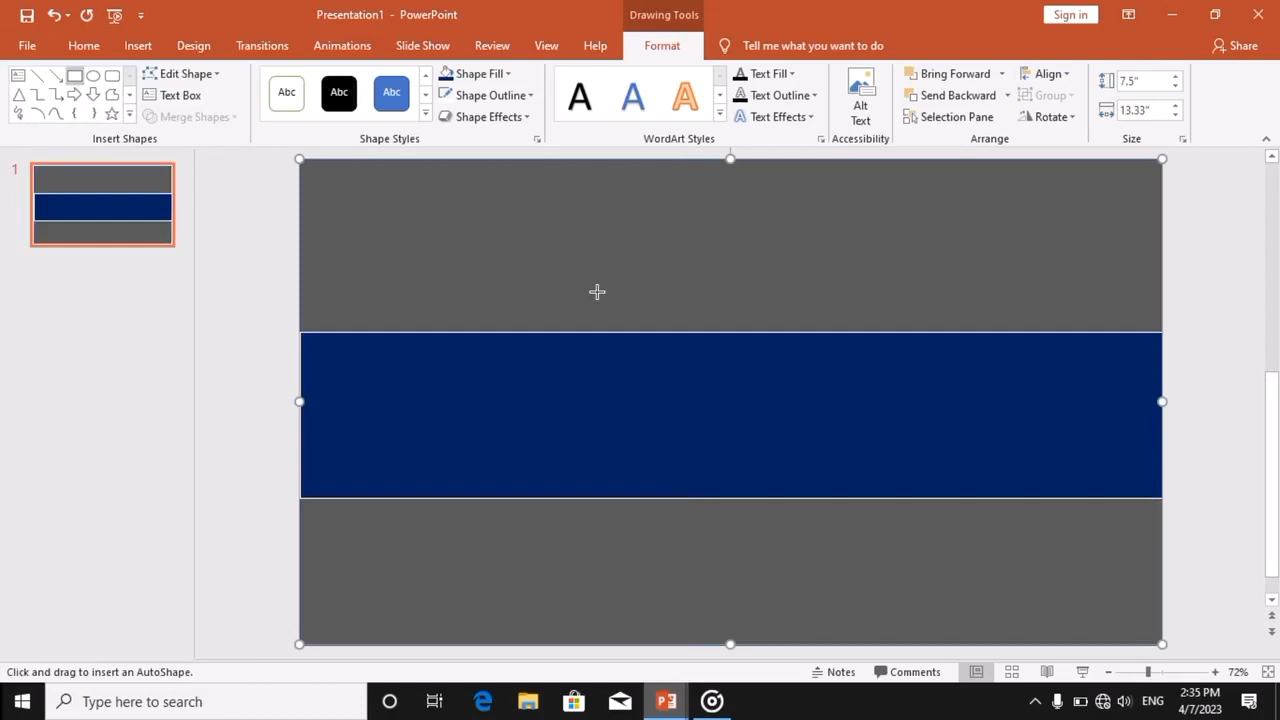 Presentation1 - PowerPoint
Drawing Tools
Sign in
File Home Insert Design Transitions Animations Slide Show Review View Help Format Tell me what you want to do Share
Edit Shape
Text Box
Merge Shapes
Insert Shapes
Abc Abc Abc
Shape Fill
Shape Outline
Shape Effects
Shape Styles
A A A
Text Fill
Text Outline
Text Effects
WordArt Styles
Alt
Text
Accessibility
Bring Forward
Send Backward
Selection Pane
Align
Group
Rotate
Arrange
7.5"
13.33"
Size
1
Click and drag to insert an AutoShape.
Notes Comments 72%
Type here to search
ENG
2:35 PM
4/7/2023